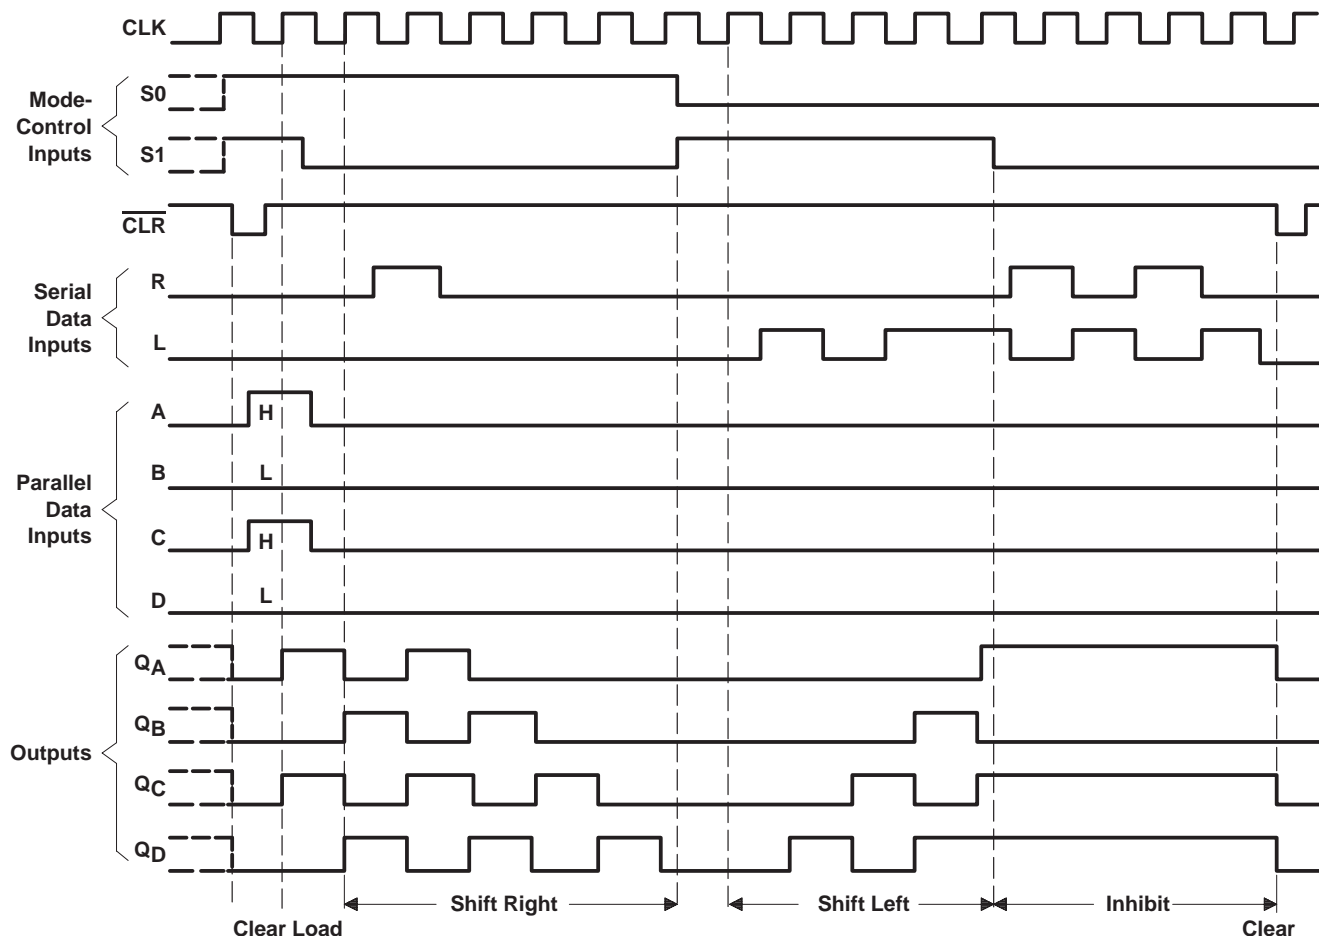 CLK
S0
Mode-
Control
Inputs
S1
CLR
R
Serial
Data
Inputs
L
A
H
B
L
Parallel
Data
Inputs
C
H
D
L
QA
QB
Outputs
QC
QD
Shift Right
Shift Left
Inhibit
Clear Load
Clear